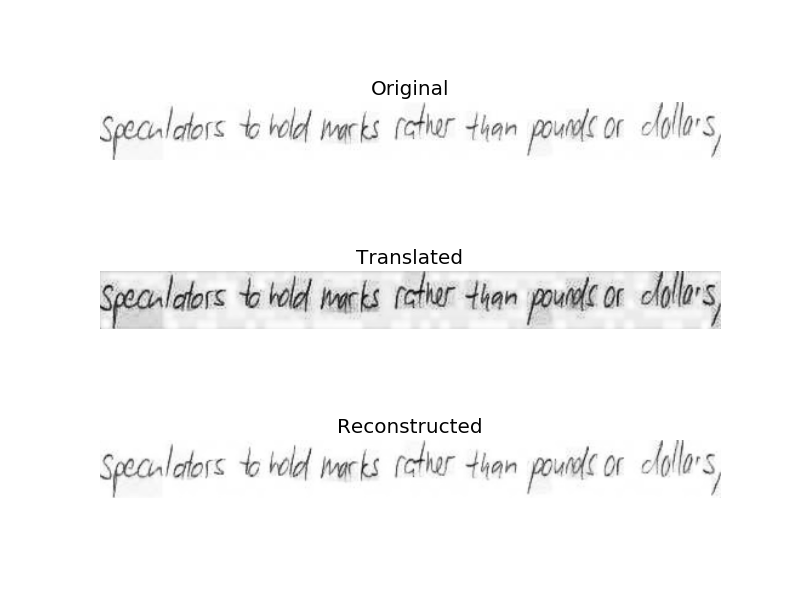 Original
Speculators to hold marks rather than pounds or dollars,
Translated
Speculators to hold marks rather than pounds or dollars,
Reconstructed
Speculators to hold marks rather than pounds or dollars,